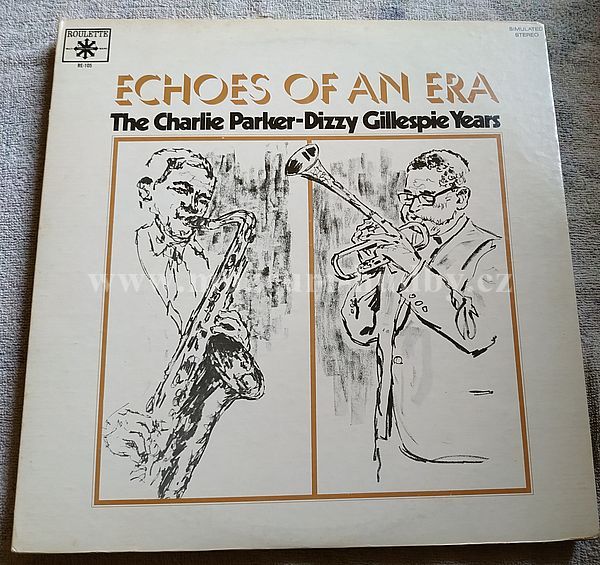 ROULETTE
RE-105
SIMULATED
STEREO
ECHOES OF AN ERA
The Charlie Parker-Dizzy Gillespie Years